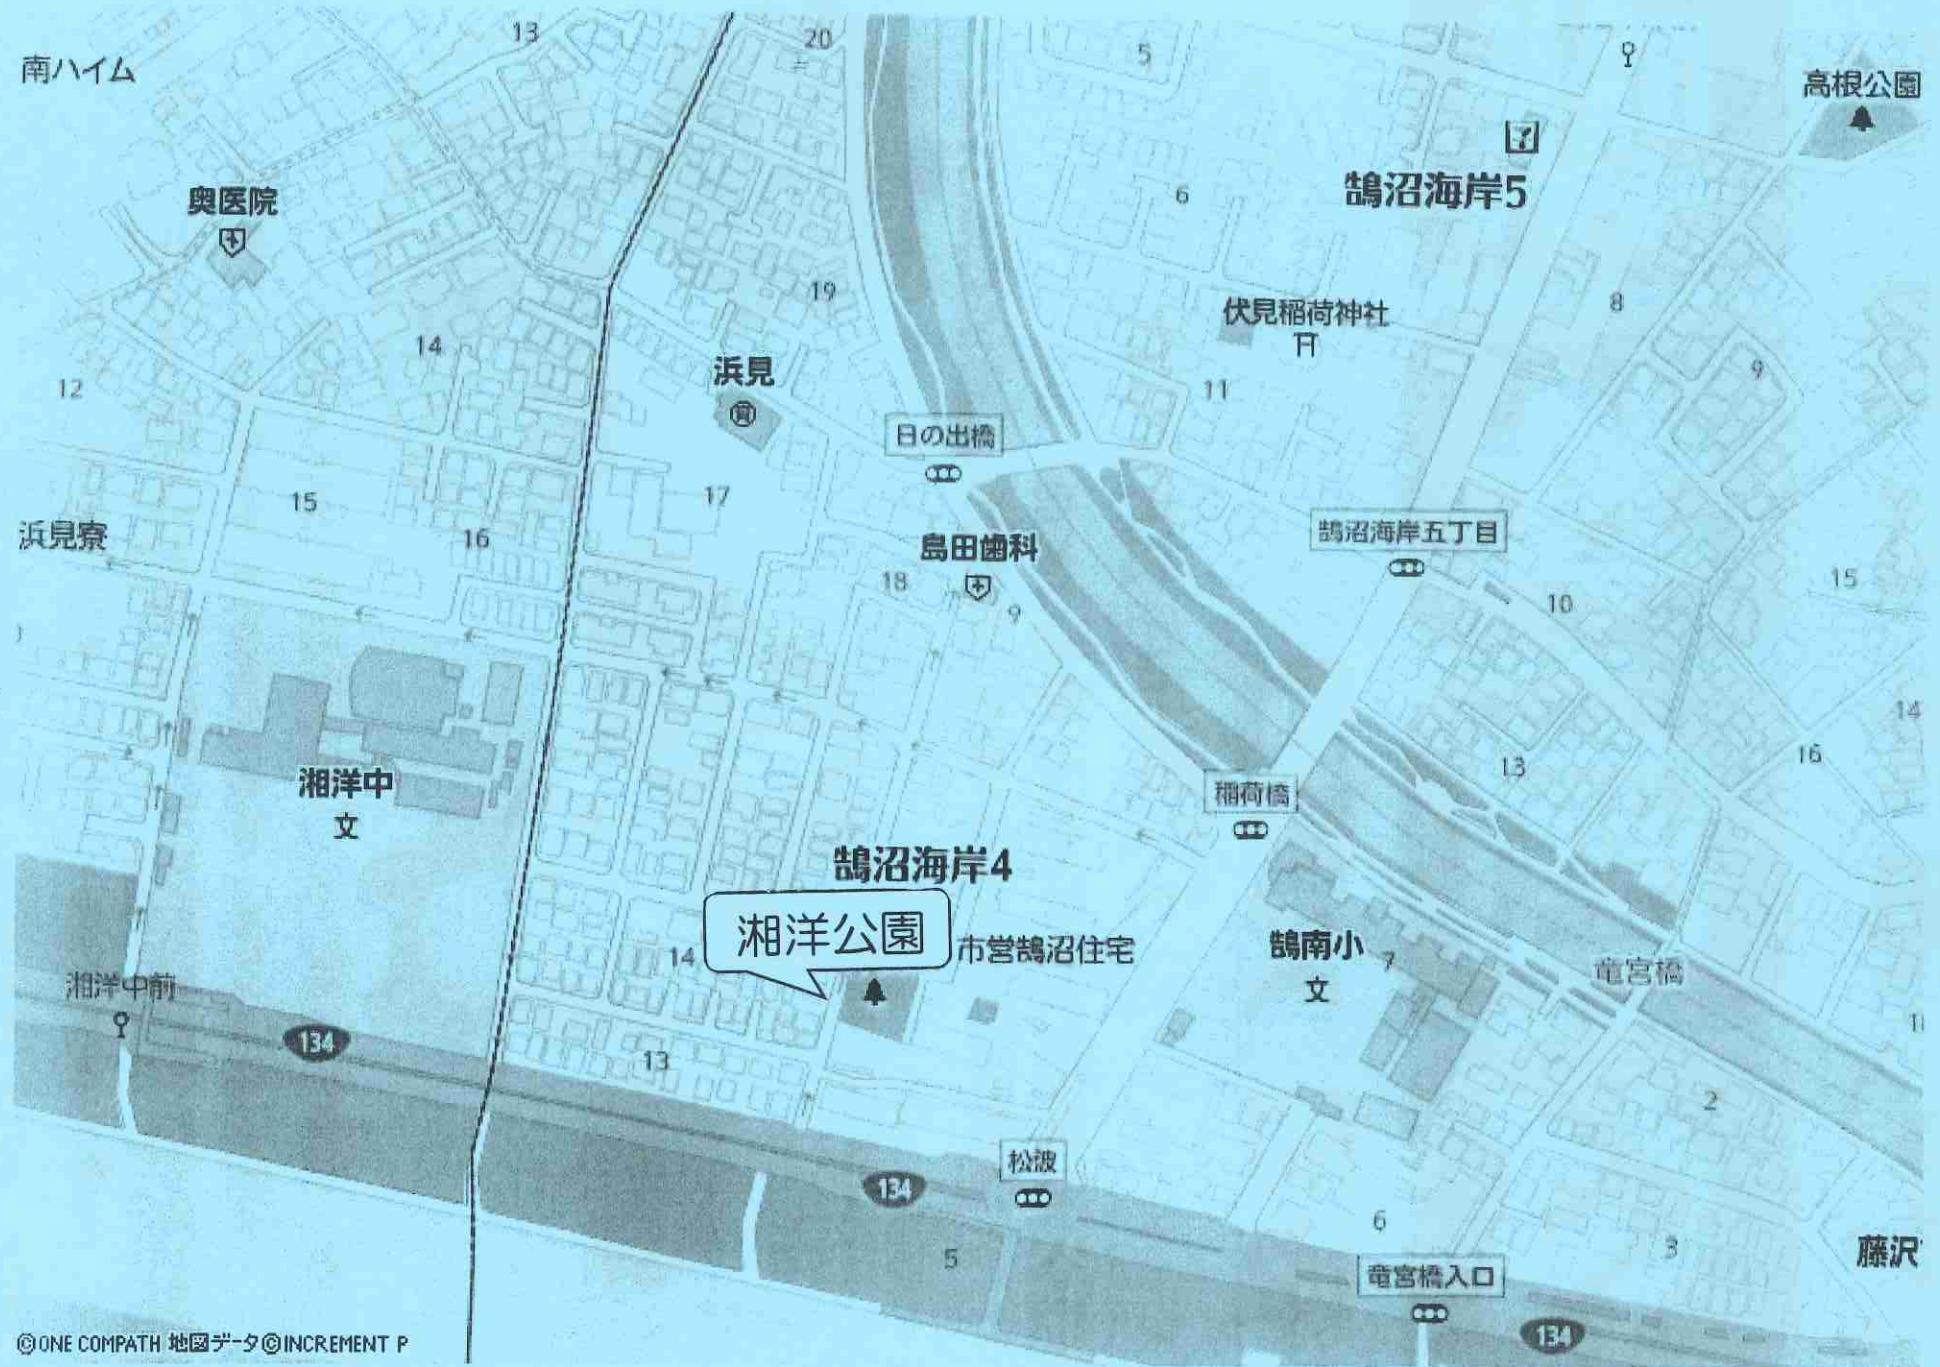 13
20
5
南ハイム
高根公園
奥医院
6
鵠沼海岸5
19
伏見稲荷神社
8
14
浜見
9
12
11
日の出橋
15
17
浜見寮
16
鵠沼海岸五丁目
島田歯科
18
9
10
15
14
16
13
湘洋中
文
稲荷橋
鵠沼海岸4
湘洋公園
市営鵠沼住宅
14
鵠南小
7
文
竜宮橋
湘洋中前
134
13
2
松波
134
6
3
5
藤沢
竜宮橋入口
134
©ONE COMPATH 地図データ©INCREMENT P